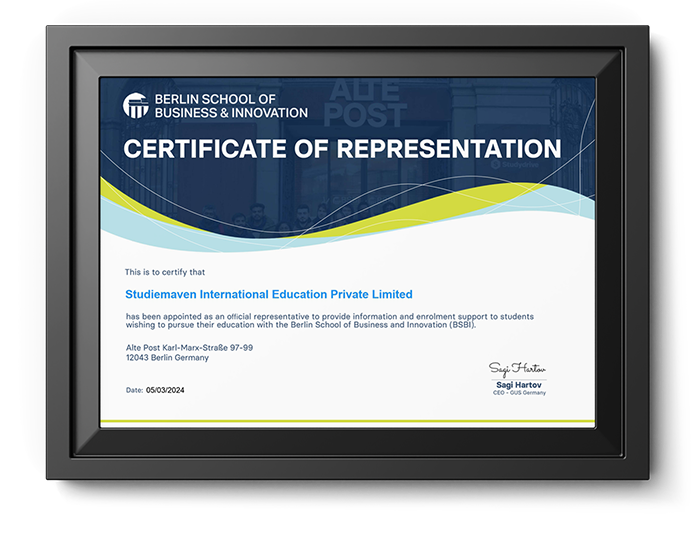 ALTE
POST
BERLIN SCHOOL OF
BUSINESS & INNOVATION
CERTIFICATE OF REPRESENTATION
This is to certify that
Studiemaven International Education Private Limited
has been appointed as an official representative to provide information and enrolment support to students
wishing to pursue their education with the Berlin School of Business and Innovation (BSBI).
Alte Post Karl-Marx-Straße 97-99
12043 Berlin Germany
Sagi Hartov
Sagi Hartov
CEO - GUS Germany
Date: 05/03/2024